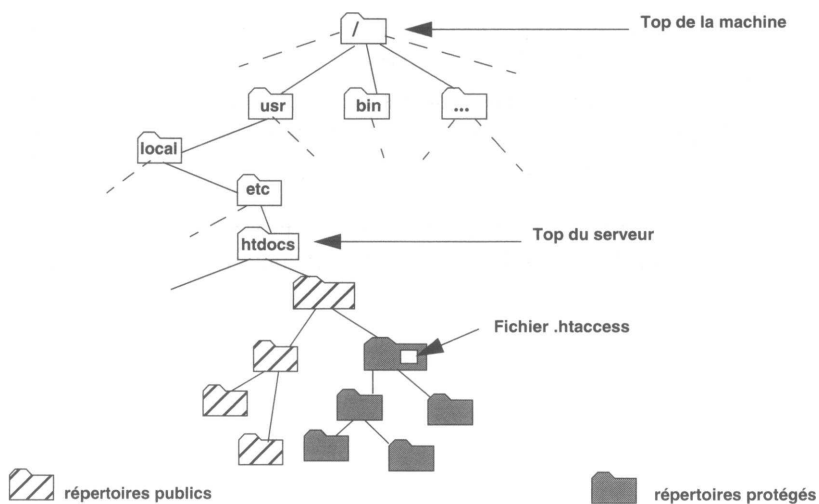 /
Top de la machine
usr
bin
...
local
etc
htdocs
Top du serveur
Fichier .htaccess
répertoires publics
répertoires protégés